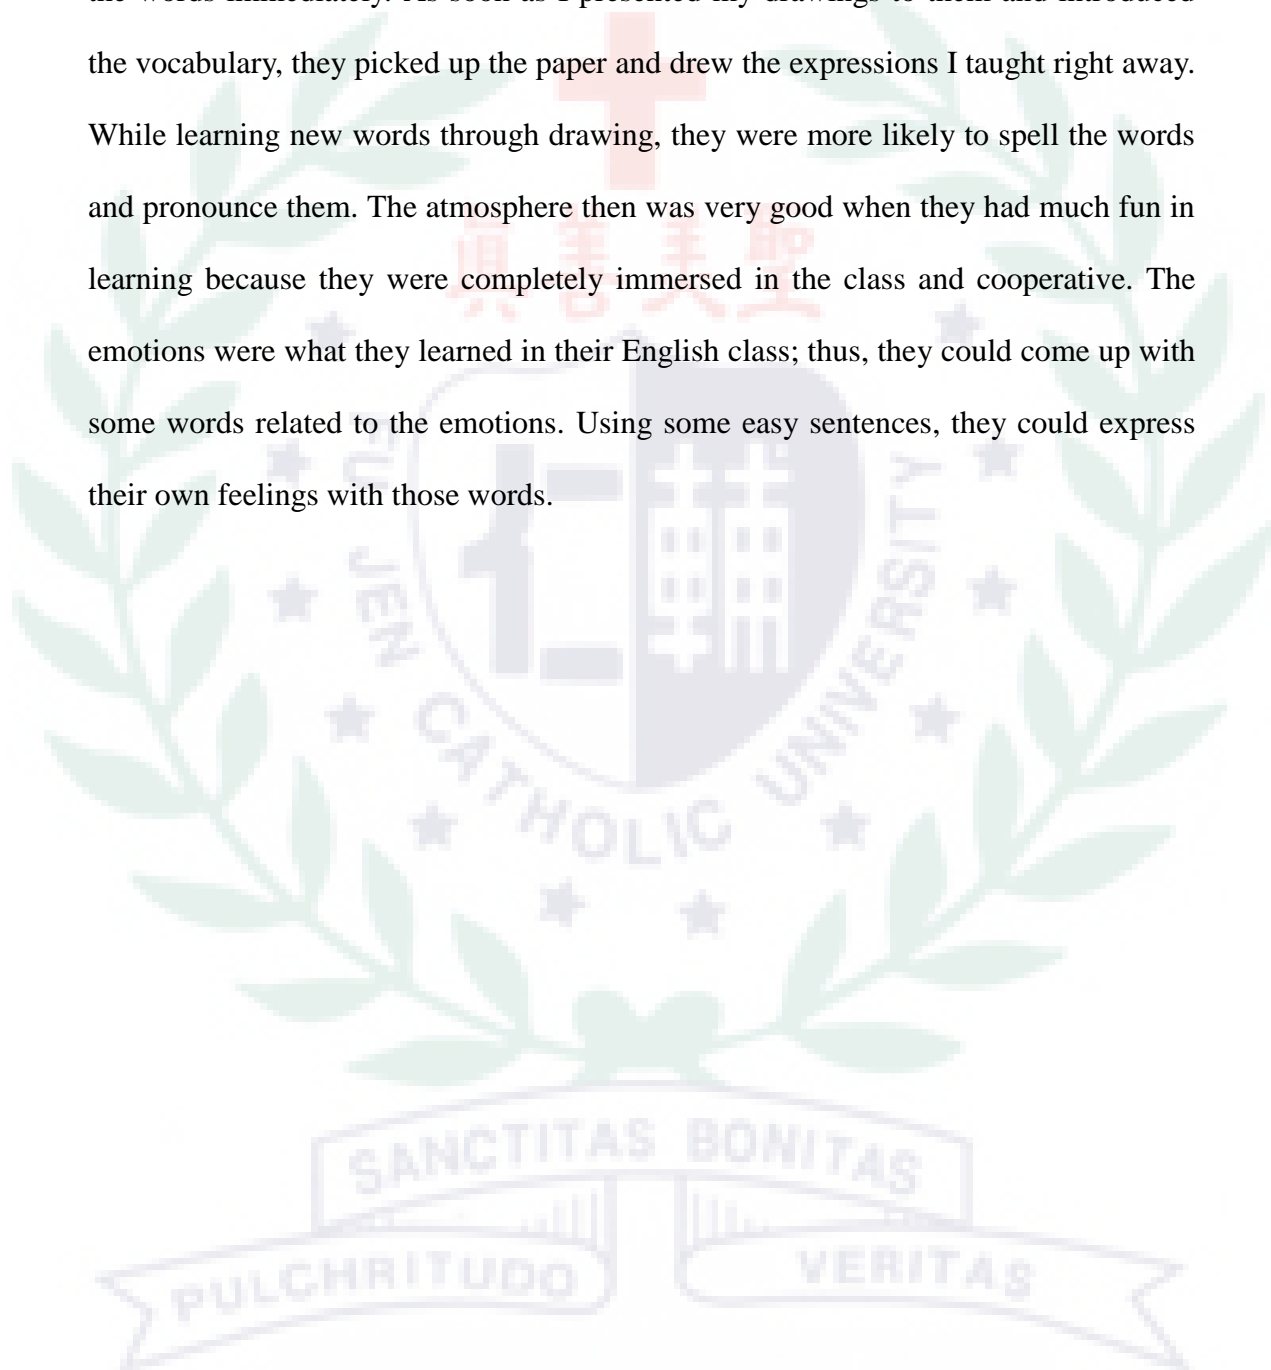 the words immediately. As soon as I presented my drawings to them and introduced
the vocabulary, they picked up the paper and drew the expressions I taught right away.
While learning new words through drawing, they were more likely to spell the words
and pronounce them. The atmosphere then was very good when they had much fun in
learning because they were completely immersed in the class and cooperative. The
emotions were what they learned in their English class; thus, they could come up with
some words related to the emotions. Using some easy sentences, they could express
their own feelings with those words.
眞善美聖
FU JEN CATHOLIC UNIVERSITY
SANCTITAS BONITAS
PULCHRITUDO VERITAS